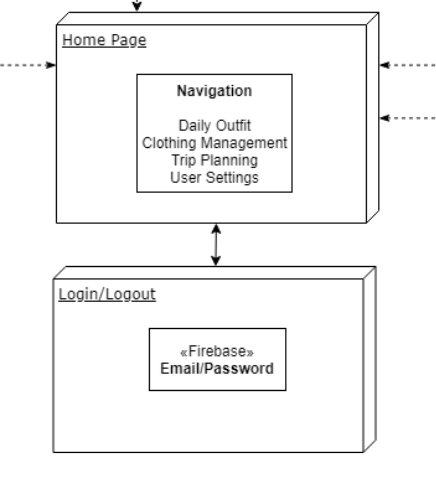 Home Page
Navigation
Daily Outfit
Clothing Management
Trip Planning
User Settings
Login/Logout
«Firebase»
Email/Password